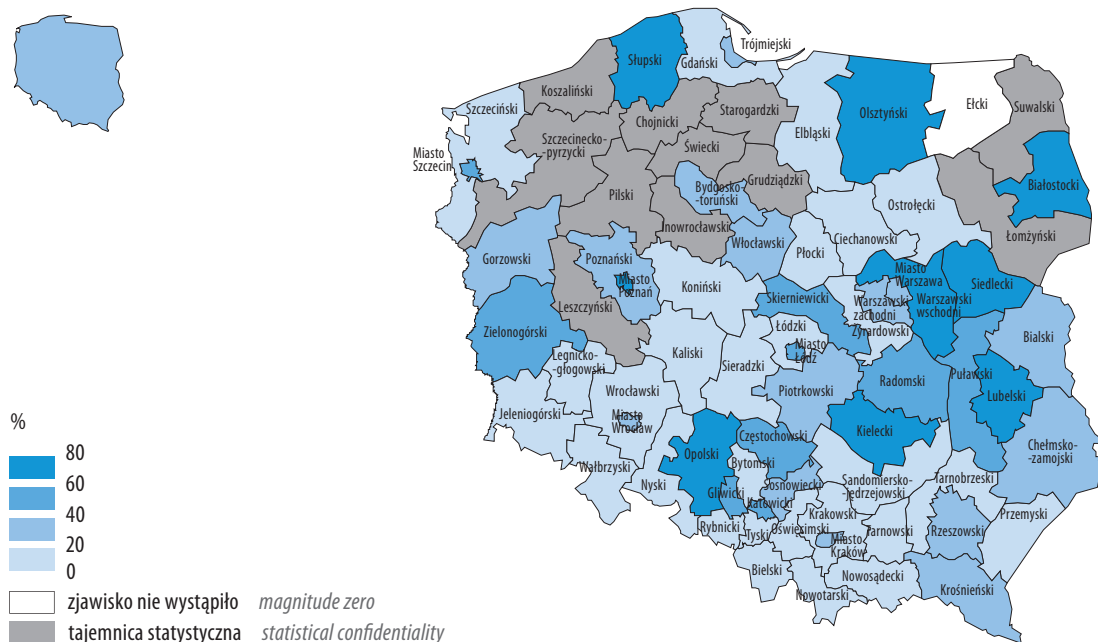 Trójmiejski
Słupski
Gdański
Koszaliński
Szczeciński
Chojnicki
Starogardzki
Elbląski
Olsztyński
Ełcki
Suwalski
Szczecinecko-
-pyrzycki
Miasto
Szczecin
Świecki
Grudziądzki
Bydgosko-
-toruński
Pilski
Białostocki
Ostrołęcki
Inowrocławski
Łomżyński
Włocławski
Ciechanowski
Płocki
Gorzowski
Poznański
Miasto
Poznań
Miasto
Warszawa
Siedlecki
Koniński
Skierniewicki
Warszawski
zachodni
Warszawski
wschodni
Leszczyński
Zielonogórski
Łódzki
Żyrardowski
Bialski
Miasto
Łódź
Legnicko-
-głogowski
Kaliski
Sieradzki
Radomski
Puławski
Piotrkowski
Lubelski
Wrocławski
Jeleniogórski
Miasto
Wrocław
Kielecki
Częstochowski
Chełmsko-
-zamojski
Opolski
Bytomski
Wałbrzyski
Nyski
Gliwicki
Sosnowiecki
Katowicki
Sandomiersko-
-jędrzejowski
Tarnobrzeski
Przemyski
Rybnicki
Tyski
Oświęcimski
Krakowski
Miasto
Kraków
Tarnowski
Rzeszowski
Bielski
Nowosądecki
Nowotarski
Krośnieński
%
80
60
40
20
0
zjawisko nie wystąpiło magnitude zero
tajemnica statystyczna statistical confidentiality